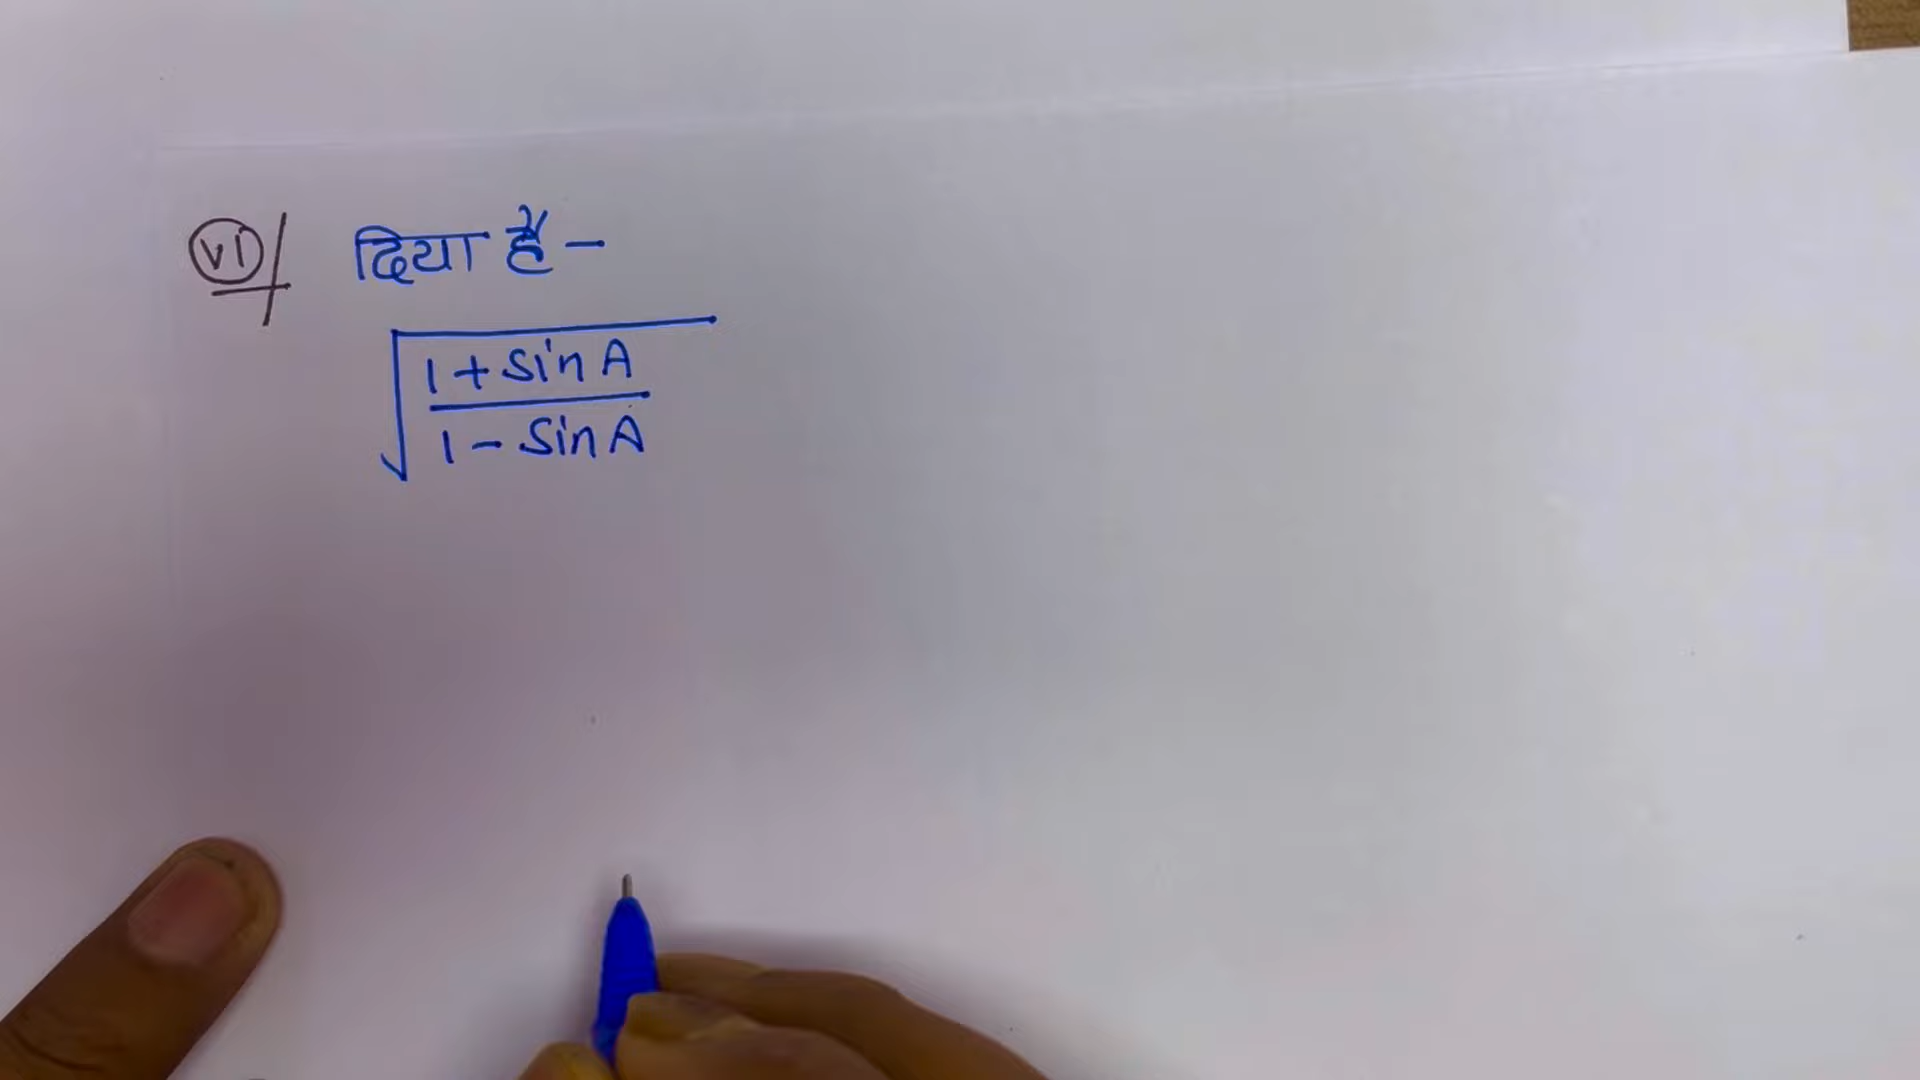 (vi)/ दिया है -
√(1 + sin A / 1 - sin A)